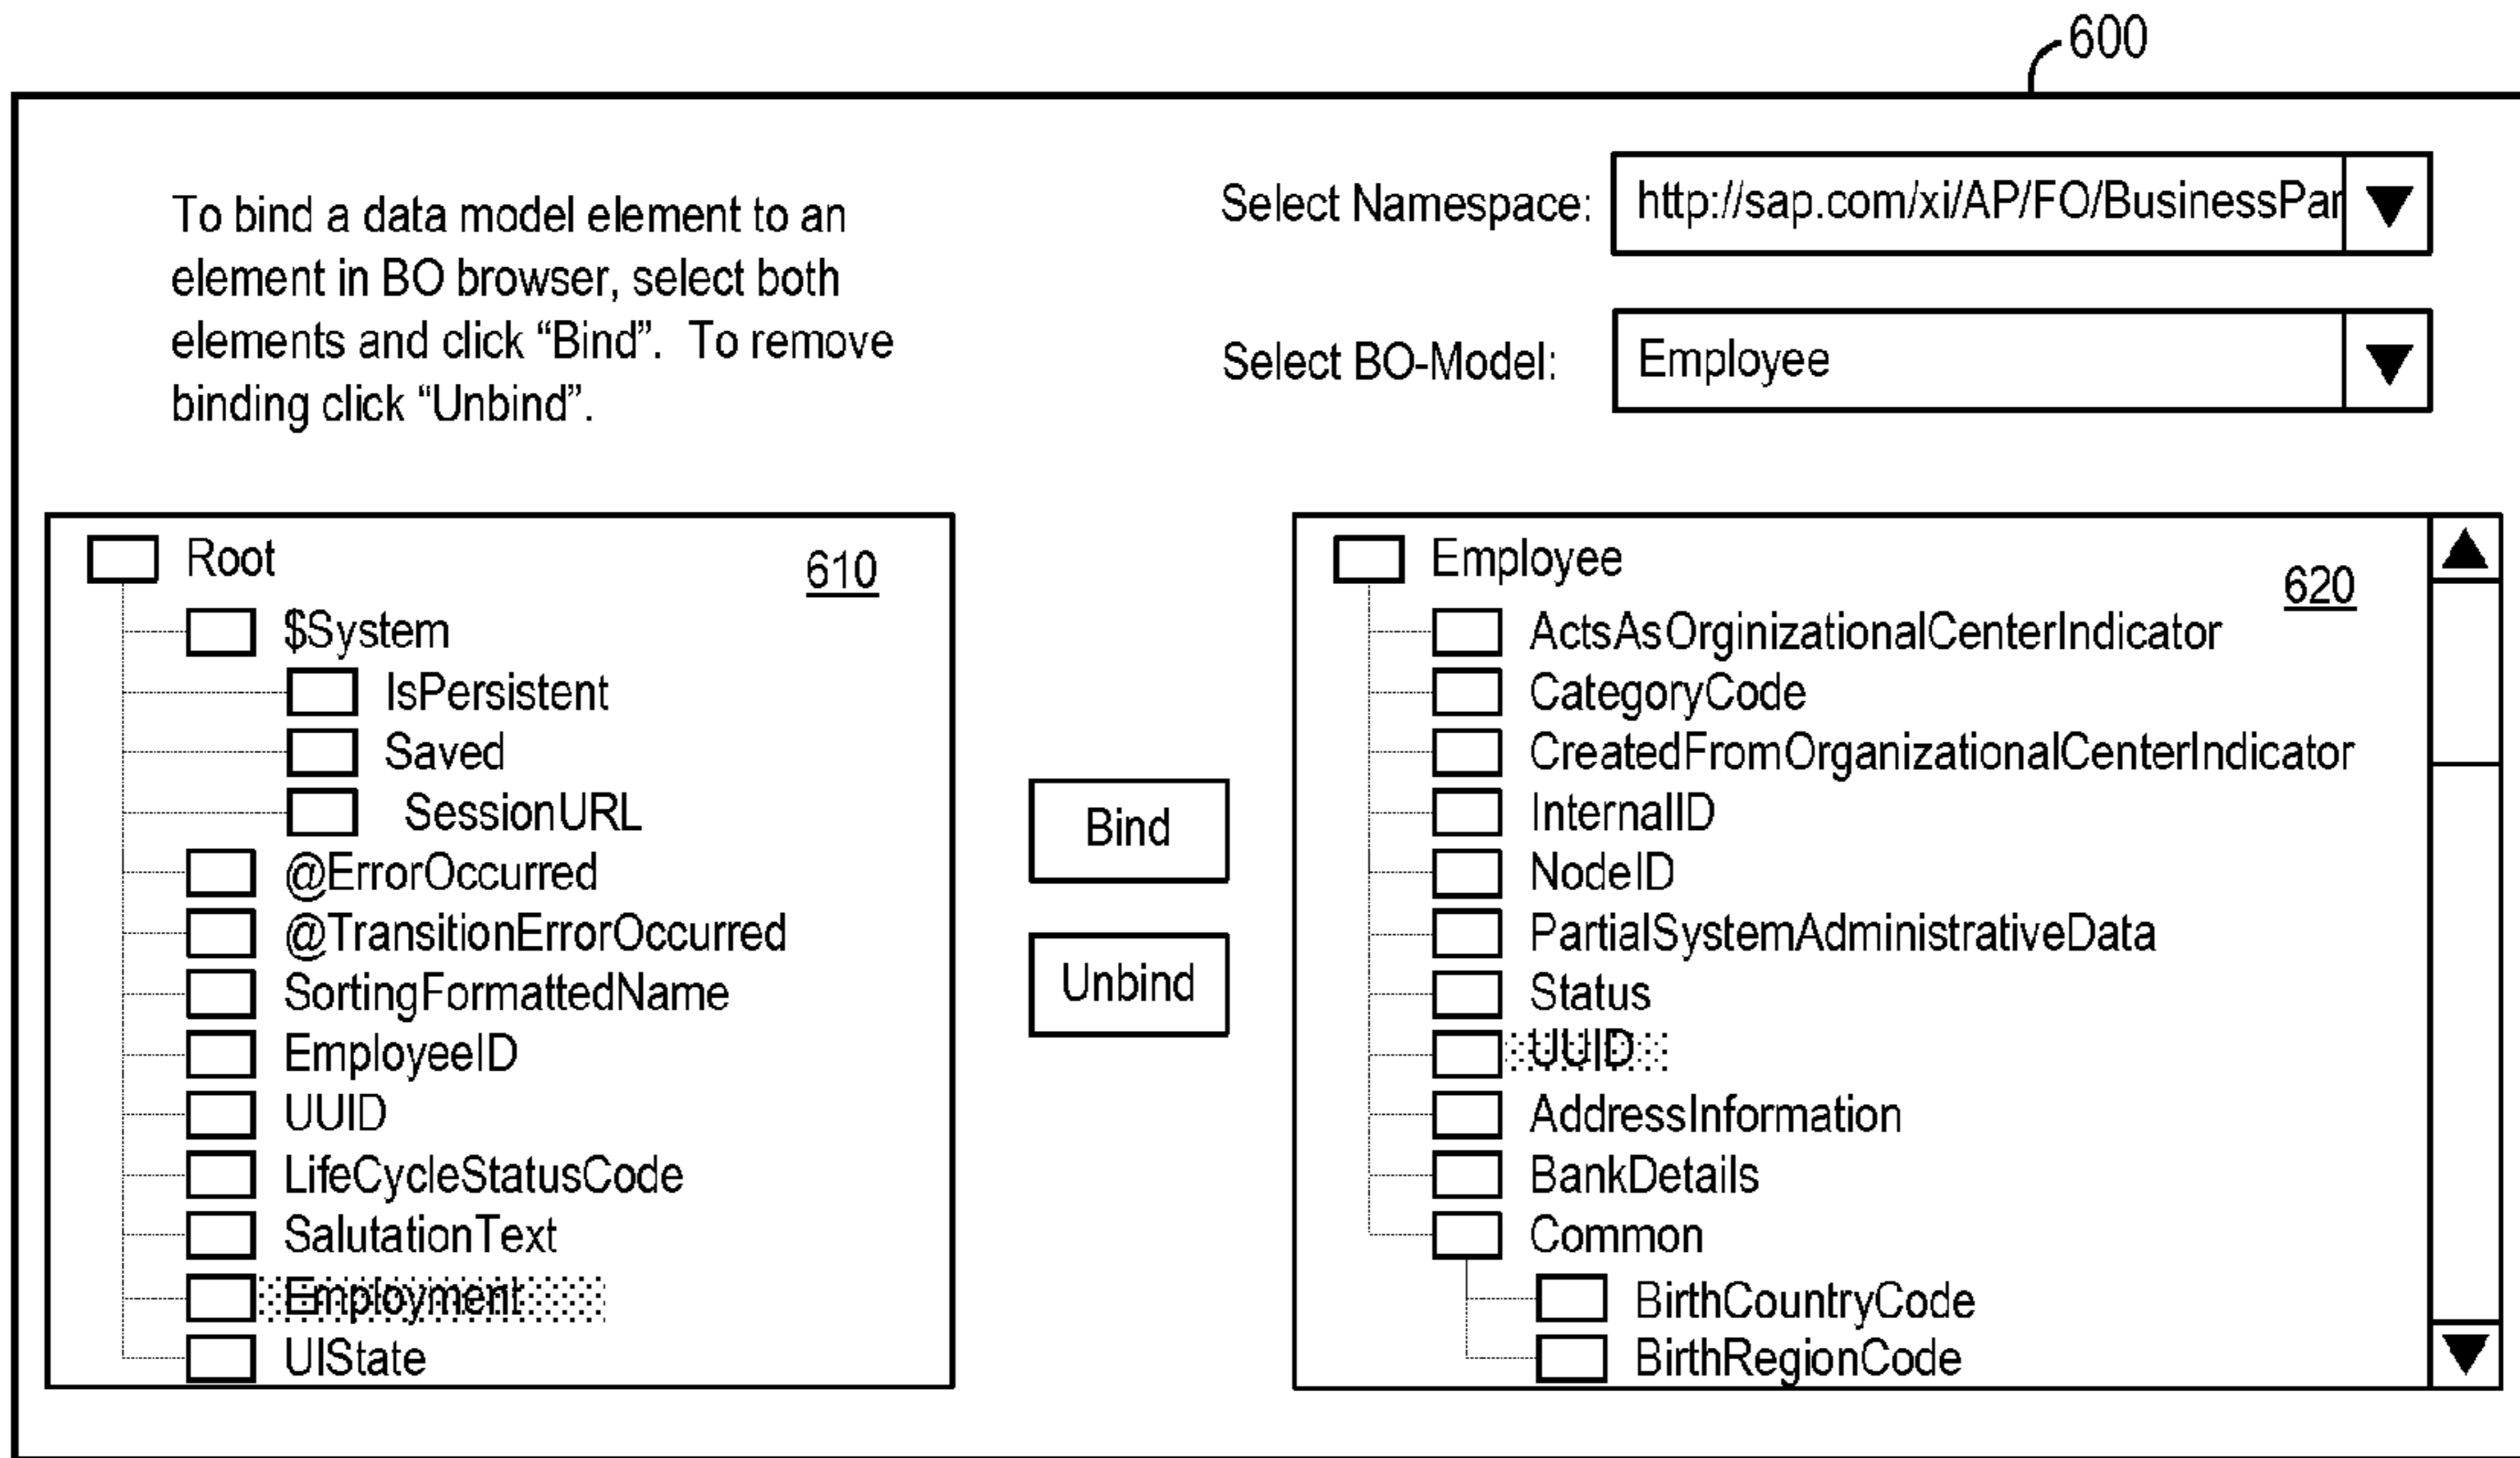 600
To bind a data model element to an
element in BO browser, select both
elements and click “Bind”. To remove
binding click “Unbind”.
Select Namespace: http://sap.com/xi/AP/FO/BusinessPar
Select BO-Model: Employee
Root
610
$System
IsPersistent
Saved
SessionURL
@ErrorOccurred
@TransitionErrorOccurred
SortingFormattedName
EmployeeID
UUID
LifeCycleStatusCode
SalutationText
Employment
UIState
Bind
Unbind
Employee
620
ActsAsOrginizationalCenterIndicator
CategoryCode
CreatedFromOrganizationalCenterIndicator
InternalID
NodeID
PartialSystemAdministrativeData
Status
UUID
AddressInformation
BankDetails
Common
BirthCountryCode
BirthRegionCode